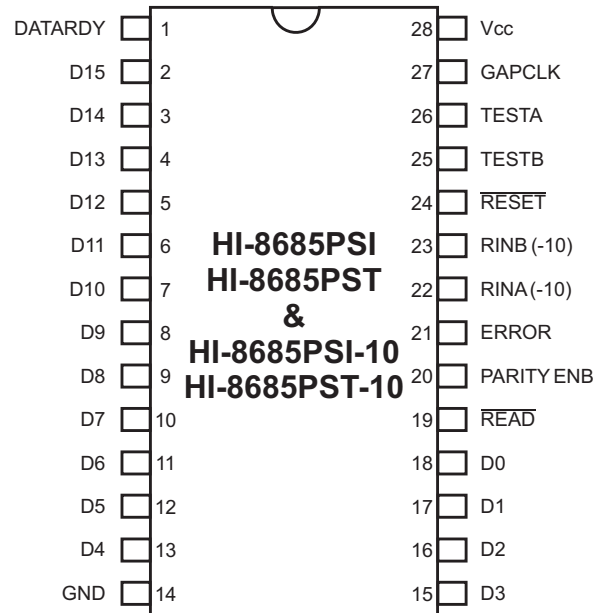 DATARDY 1 28 Vcc
D15 2 27 GAPCLK
D14 3 26 TESTA
D13 4 25 TESTB
D12 5 24 RESET
D11 6 HI-8685PSI 23 RINB (-10)
D10 7 HI-8685PST 22 RINA (-10)
&
D9 8 HI-8685PSI-10 21 ERROR
D8 9 HI-8685PST-10 20 PARITY ENB
D7 10 19 READ
D6 11 18 D0
D5 12 17 D1
D4 13 16 D2
GND 14 15 D3